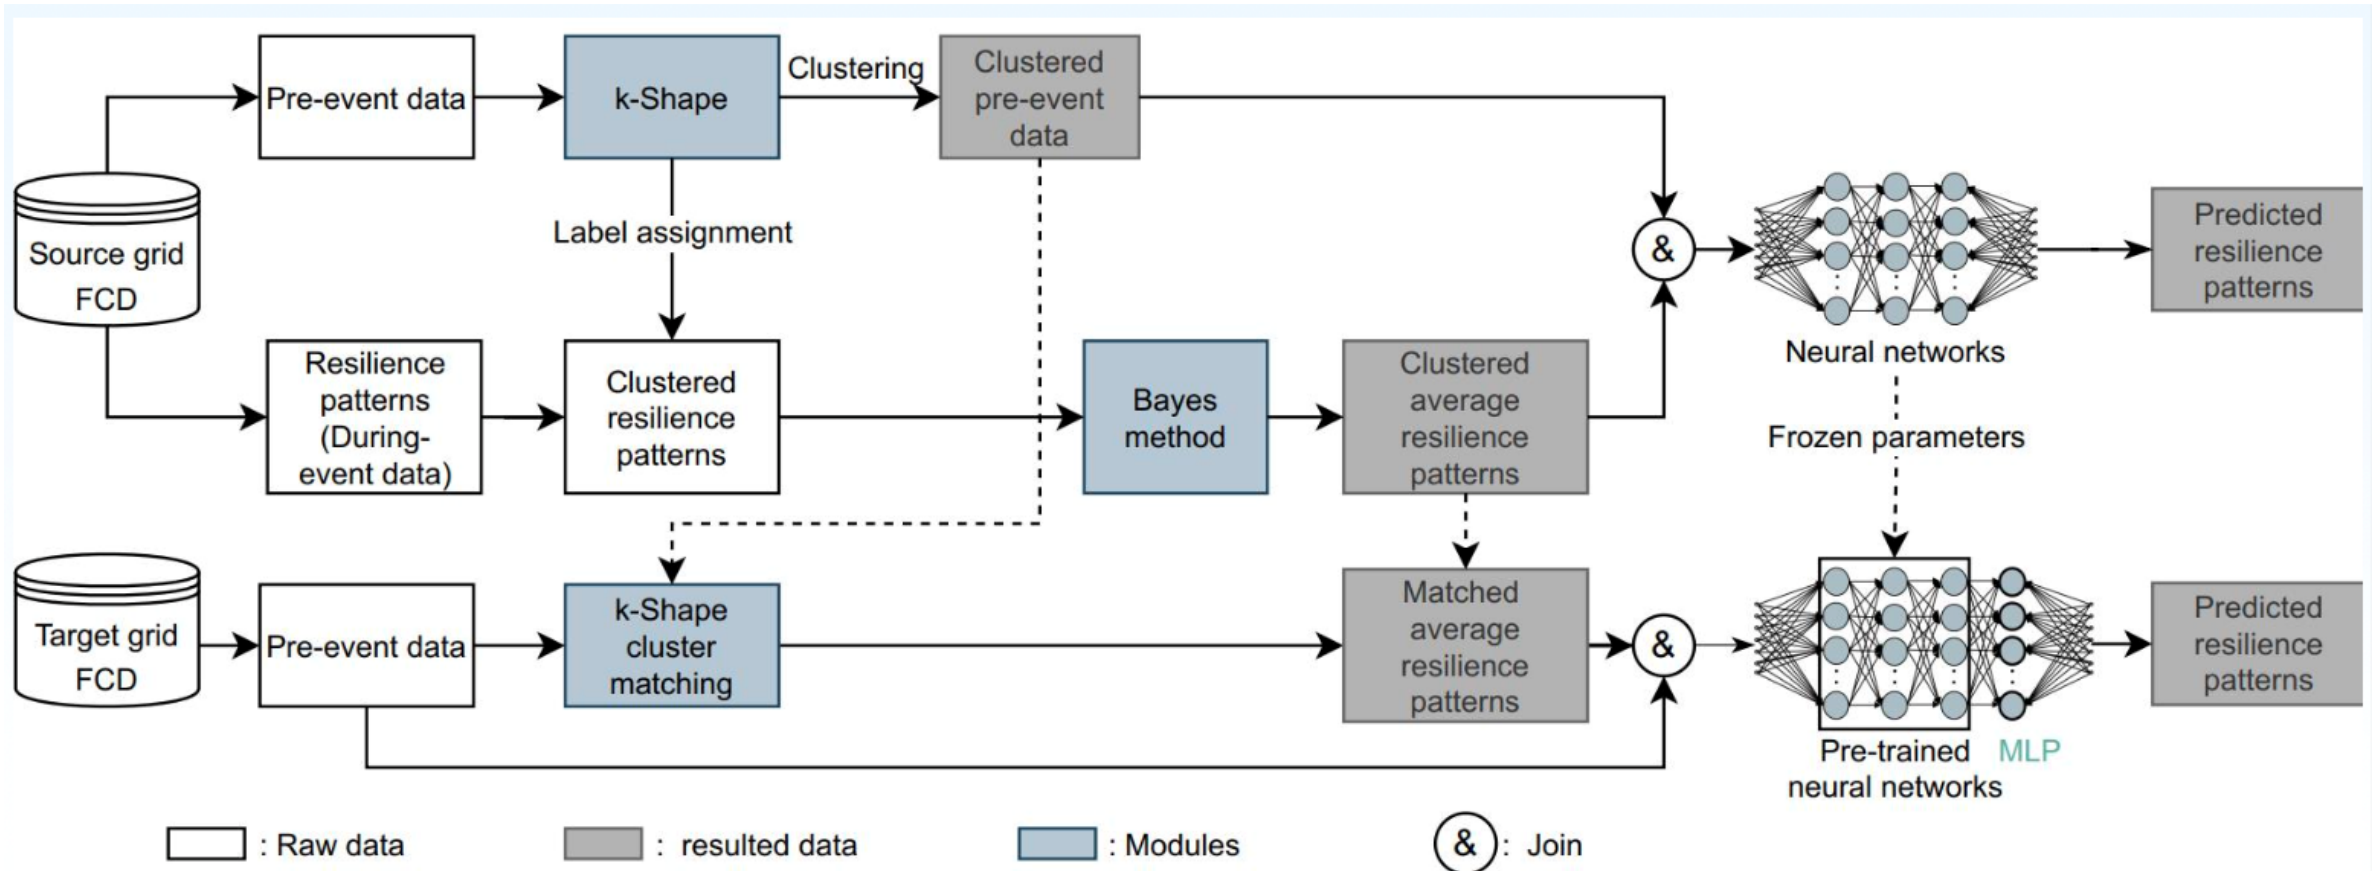 Pre-event data
k-Shape
Clustering
Clustered
pre-event
data
Source grid
FCD
Label assignment
&
Neural networks
Predicted
resilience
patterns
Resilience
patterns
(During-
event data)
Clustered
resilience
patterns
Bayes
method
Clustered
average
resilience
patterns
Frozen parameters
Target grid
FCD
Pre-event data
k-Shape
cluster
matching
Matched
average
resilience
patterns
&
Pre-trained
neural networks
MLP
Predicted
resilience
patterns
: Raw data
: resulted data
: Modules
& : Join